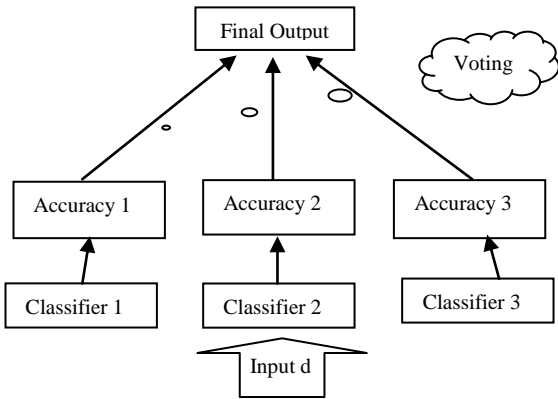 Final Output
Voting
Accuracy 1
Accuracy 2
Accuracy 3
Classifier 1
Classifier 2
Classifier 3
Input d